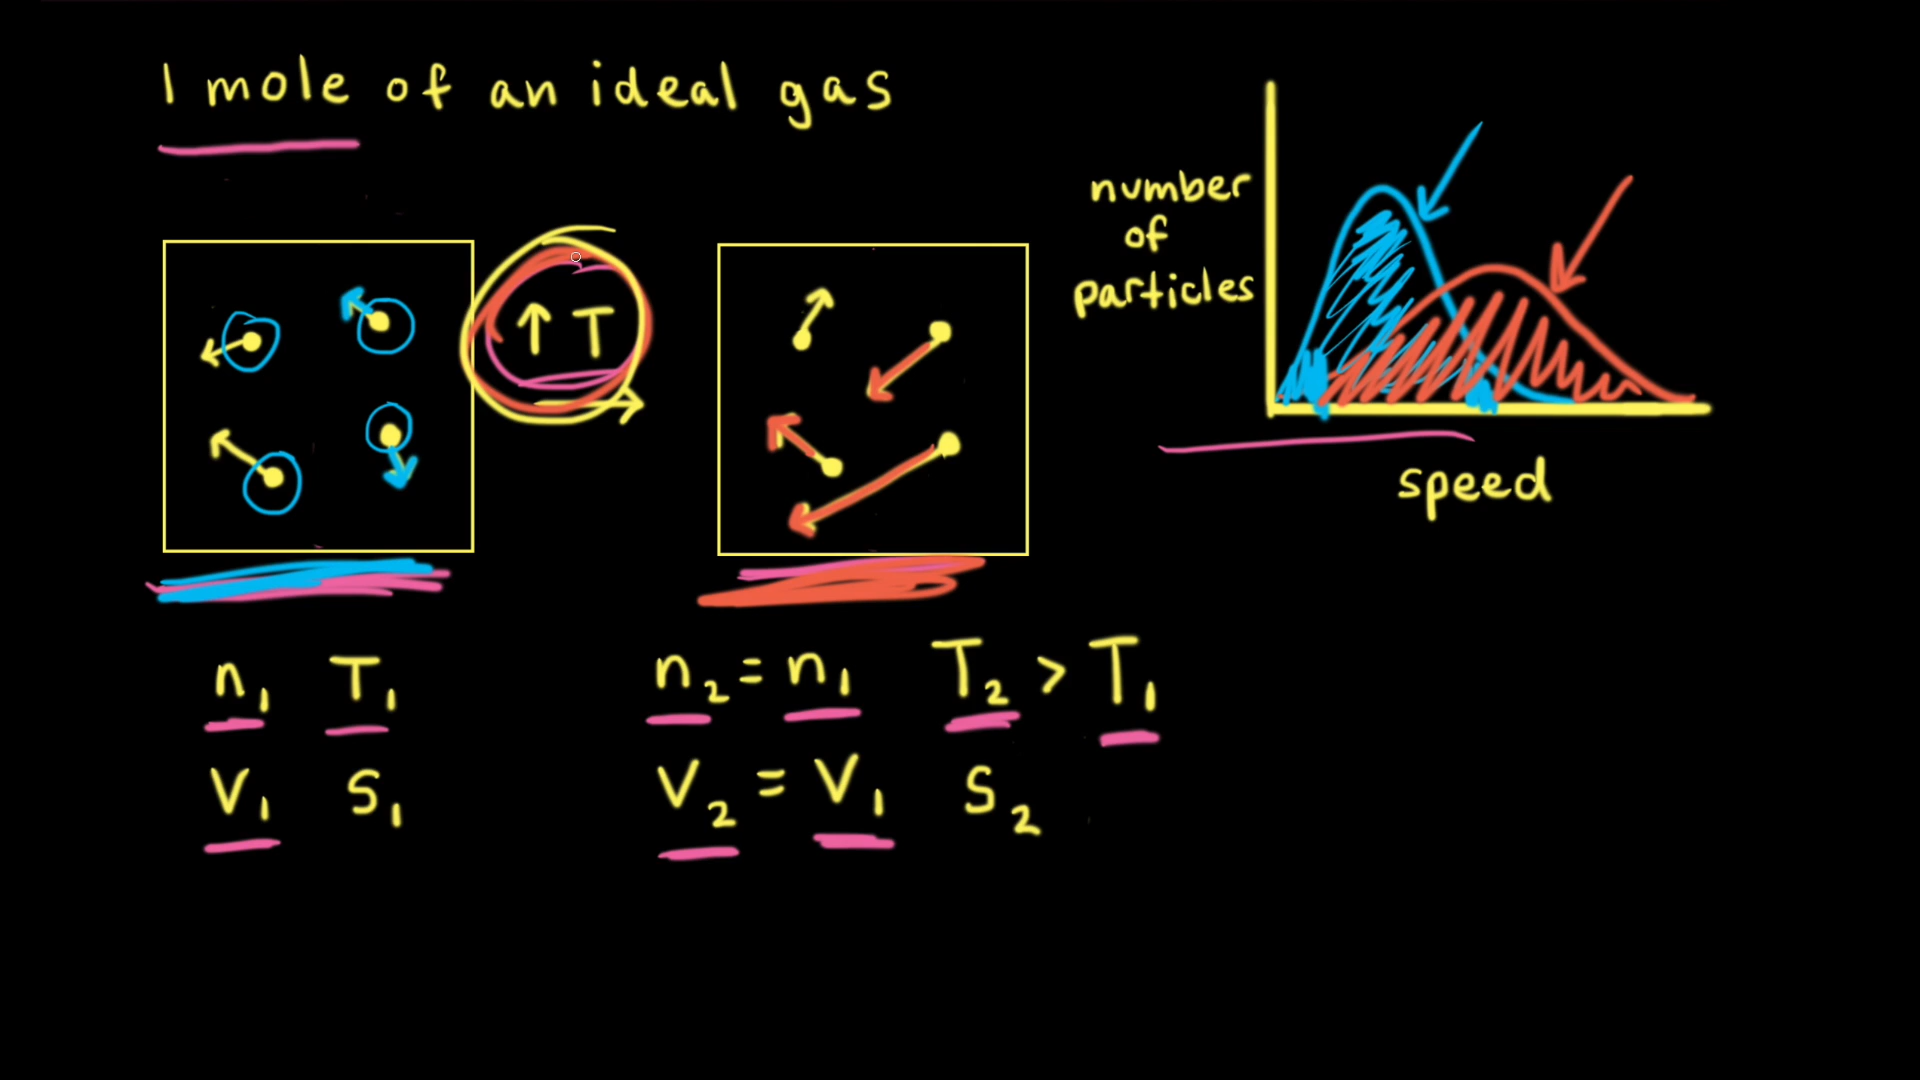 1 mole of an ideal gas
number
of
particles
↑ T
speed
n₁ T₁
n₂ = n₁ T₂ > T₁
V₁ S₁
V₂ = V₁ S₂